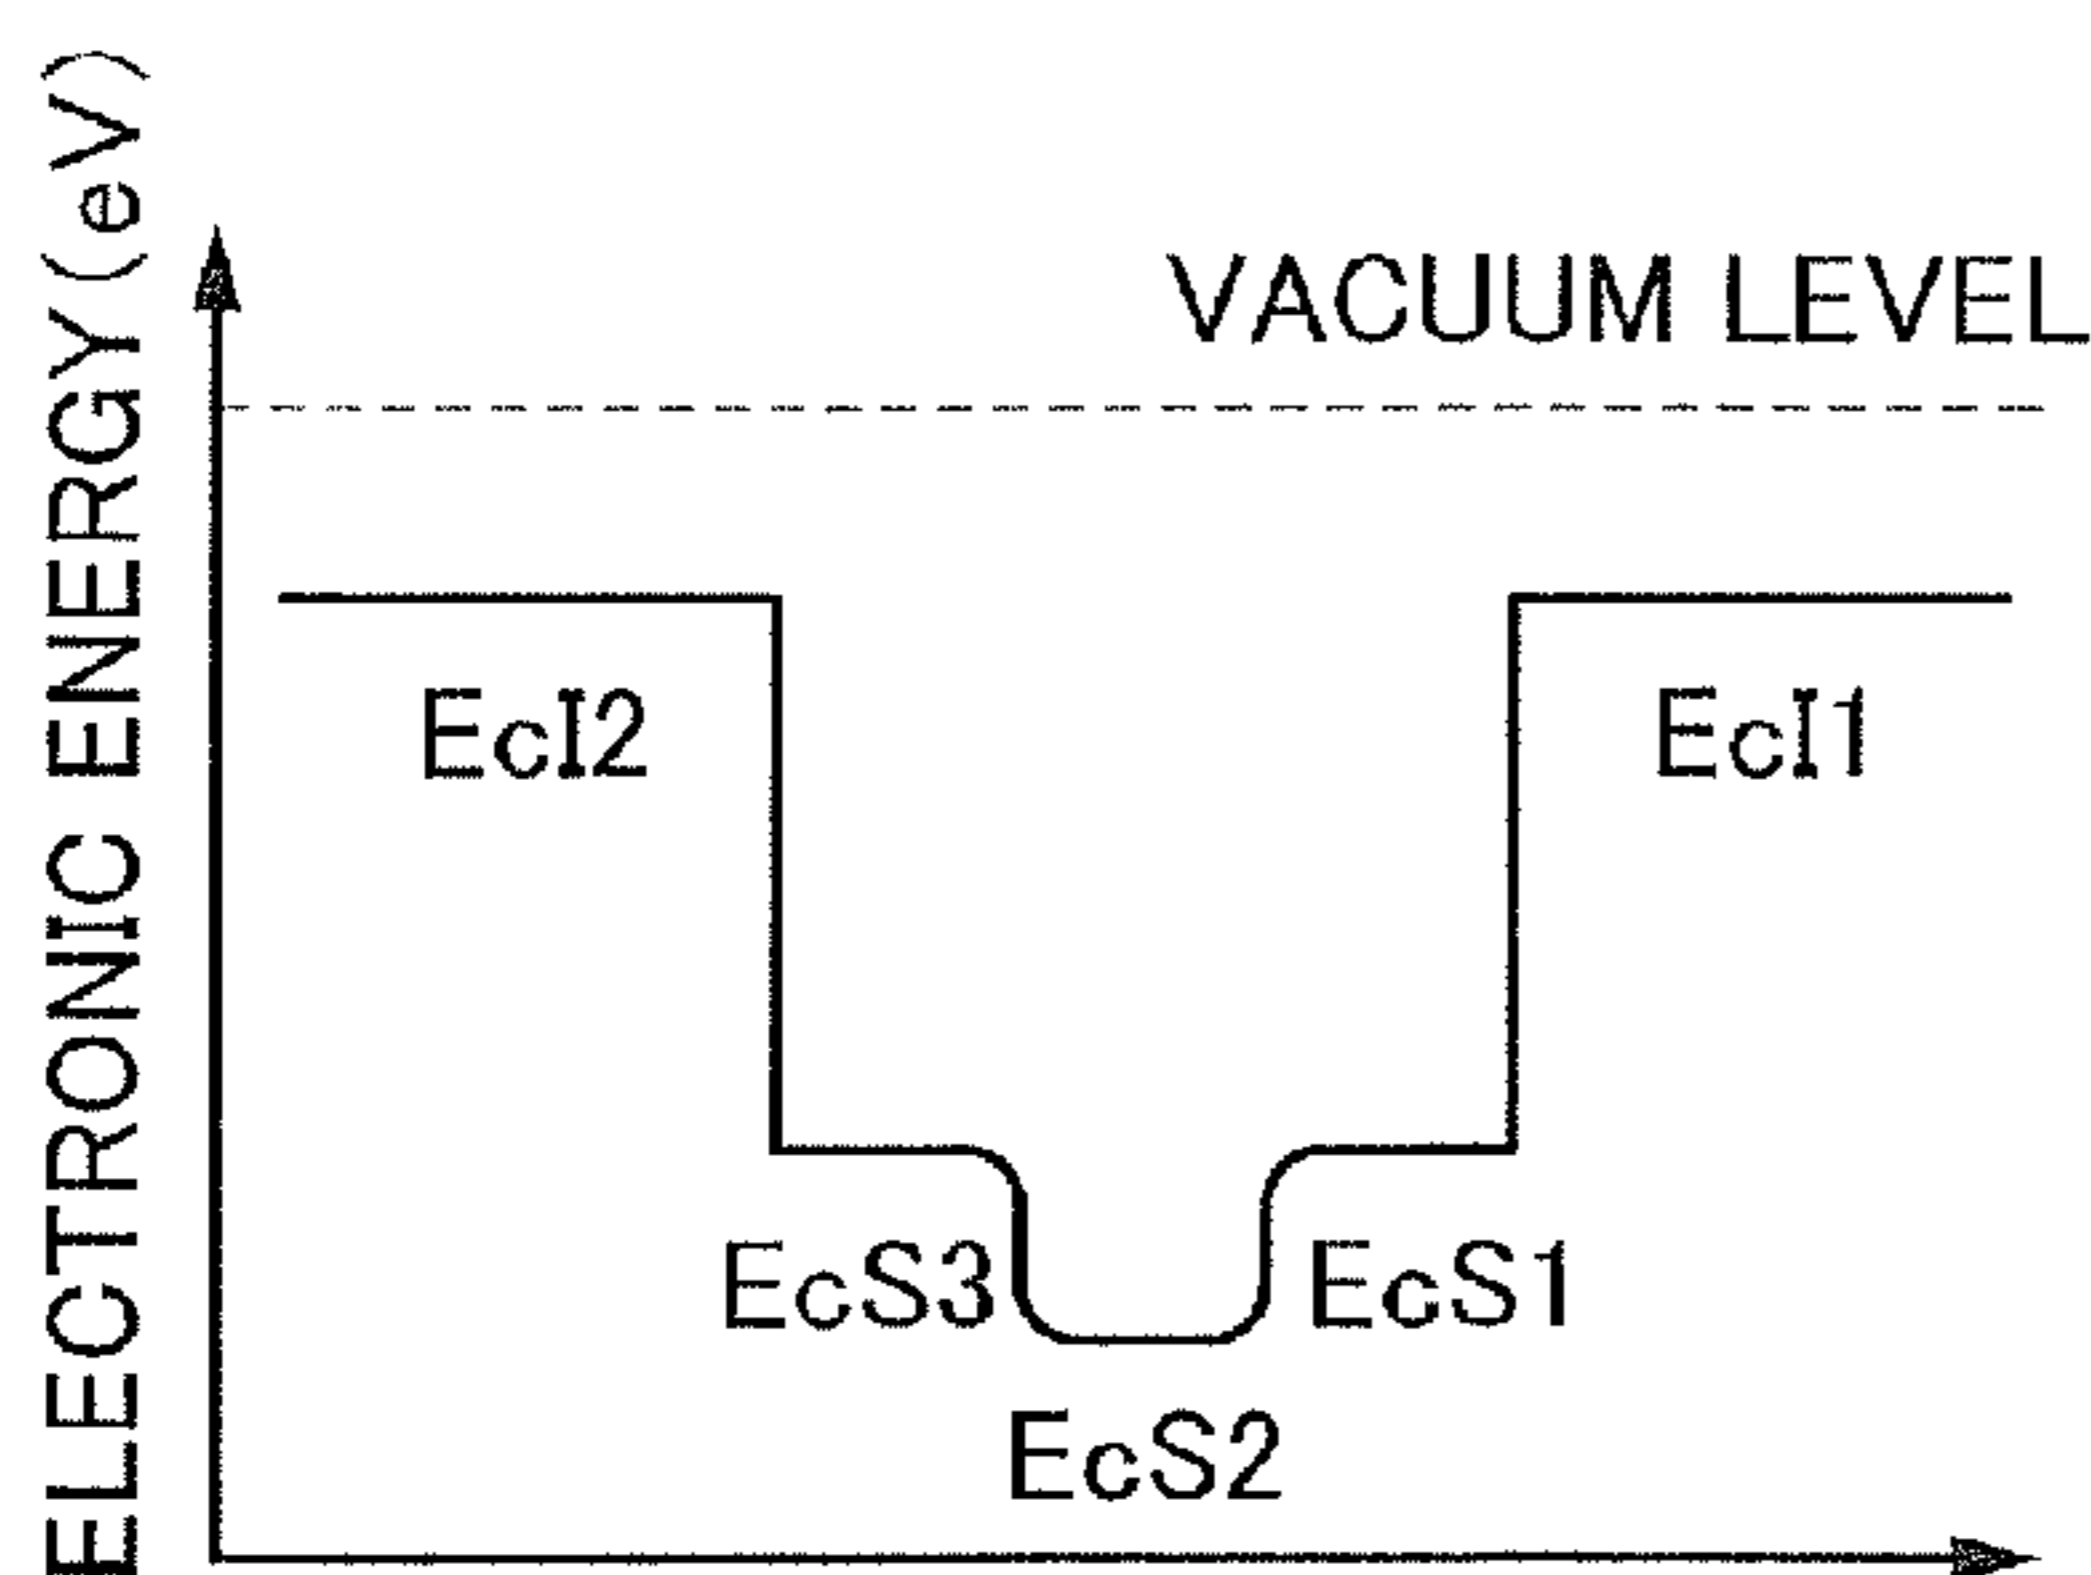 ELECTRONIC ENERGY(eV)
VACUUM LEVEL
EcI2
EcI1
EcS3
EcS1
EcS2